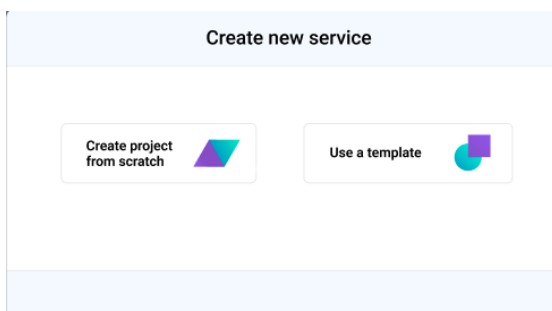 Create new service
Create project
from scratch
Use a template